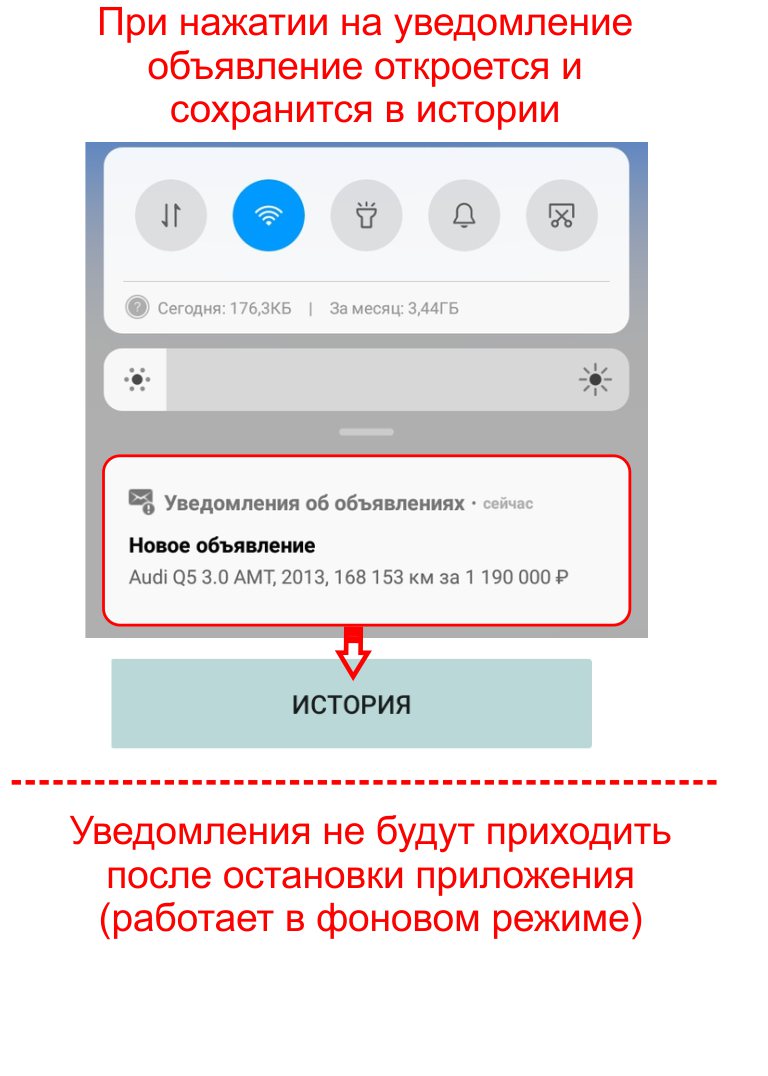 При нажатии на уведомление
объявление откроется и
сохранится в истории
Сегодня: 176,3КБ | За месяц: 3,44ГБ
Уведомления об объявлениях · сейчас
Новое объявление
Audi Q5 3.0 AMT, 2013, 168 153 км за 1 190 000 ₽
ИСТОРИЯ
Уведомления не будут приходить
после остановки приложения
(работает в фоновом режиме)